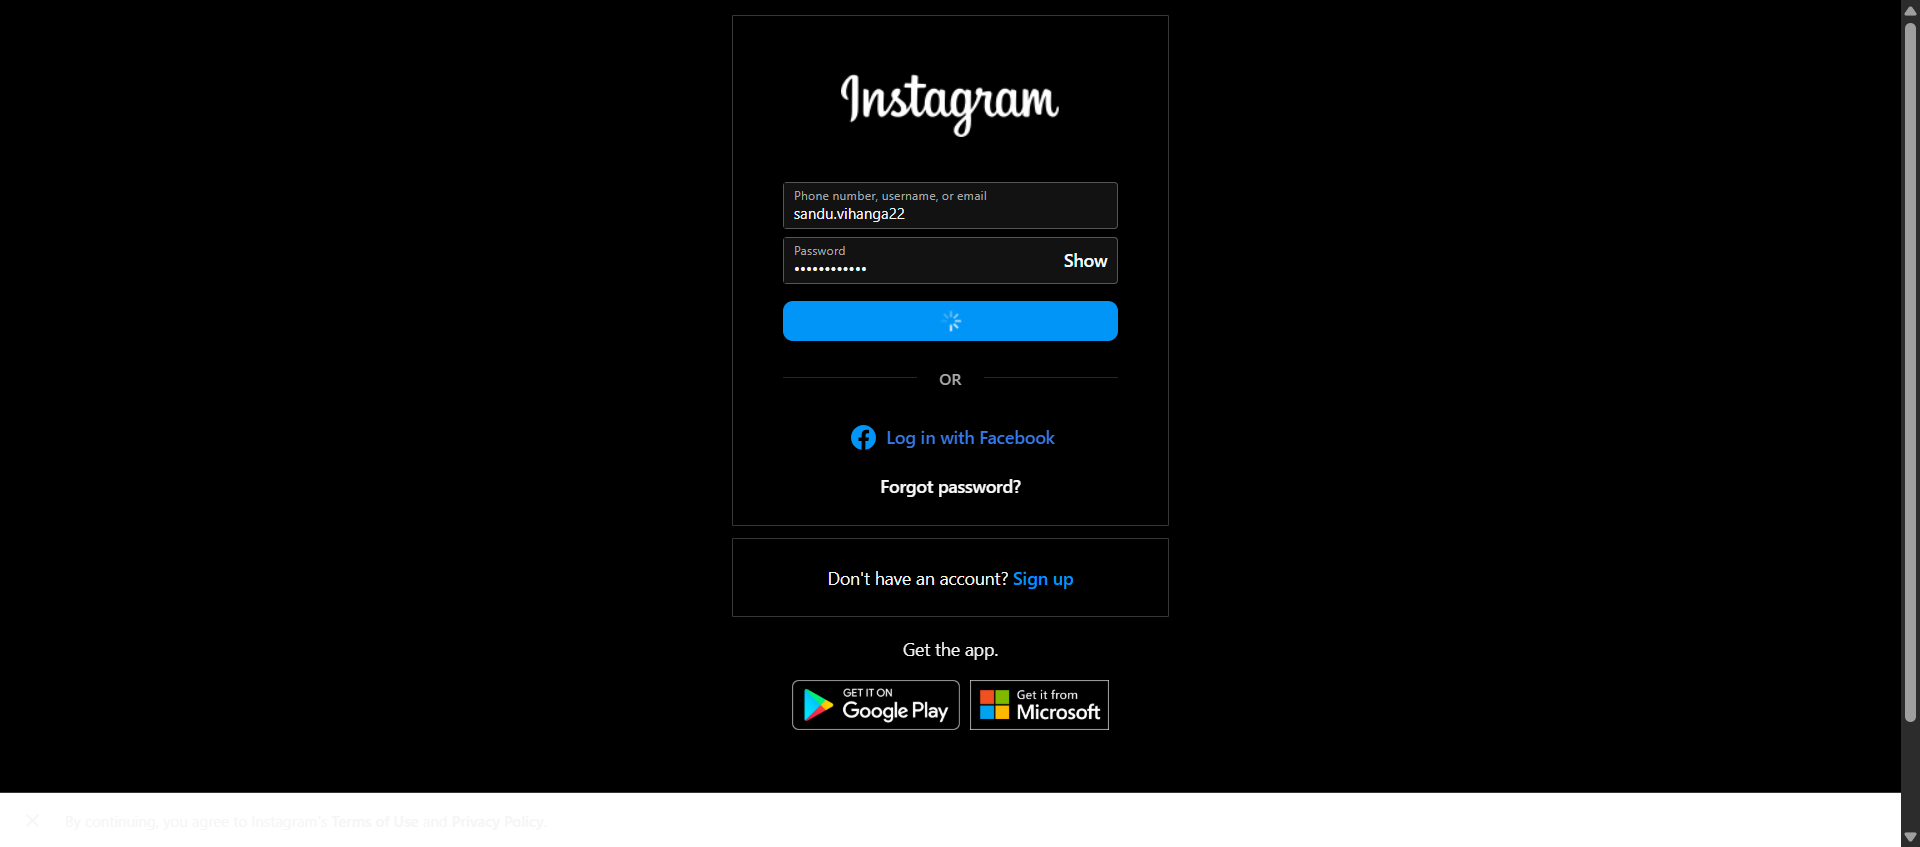 Instagram
Phone number, username, or email
sandu.vihanga22
Password
••••••••••••
Show
OR
Log in with Facebook
Forgot password?
Don't have an account? Sign up
Get the app.
GET IT ON
Google Play
Get it from
Microsoft
By continuing, you agree to Instagram's Terms of Use and Privacy Policy.